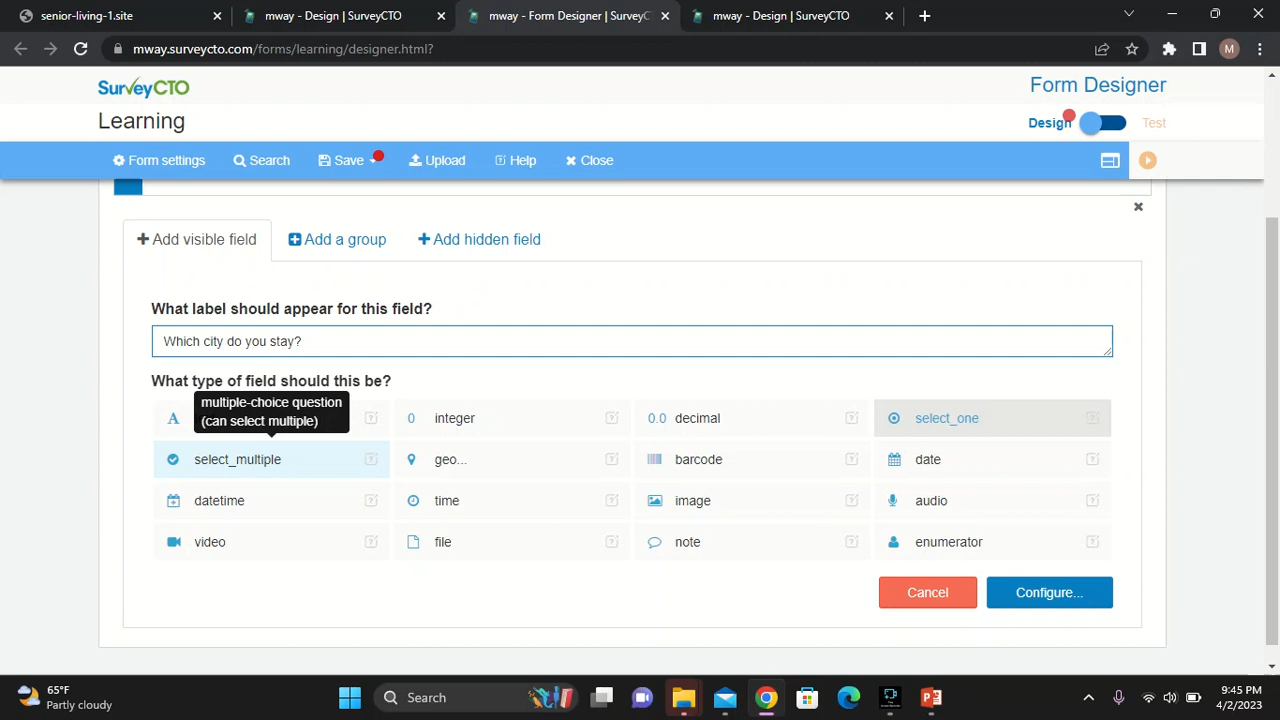 senior-living-1.site
mway - Design | SurveyCTO
mway - Form Designer | SurveyC
mway - Design | SurveyCTO
mway.surveycto.com/forms/learning/designer.html?
M
SurveyCTO
Form Designer
Learning
Design
Test
Form settings
Search
Save
Upload
Help
Close
Add visible field
Add a group
Add hidden field
What label should appear for this field?
Which city do you stay?
What type of field should this be?
multiple-choice question
(can select multiple)
A
0 integer
0.0 decimal
select_one
select_multiple
geo...
barcode
date
datetime
time
image
audio
video
file
note
enumerator
Cancel
Configure...
65°F
Partly cloudy
Search
9:45 PM
4/2/2023